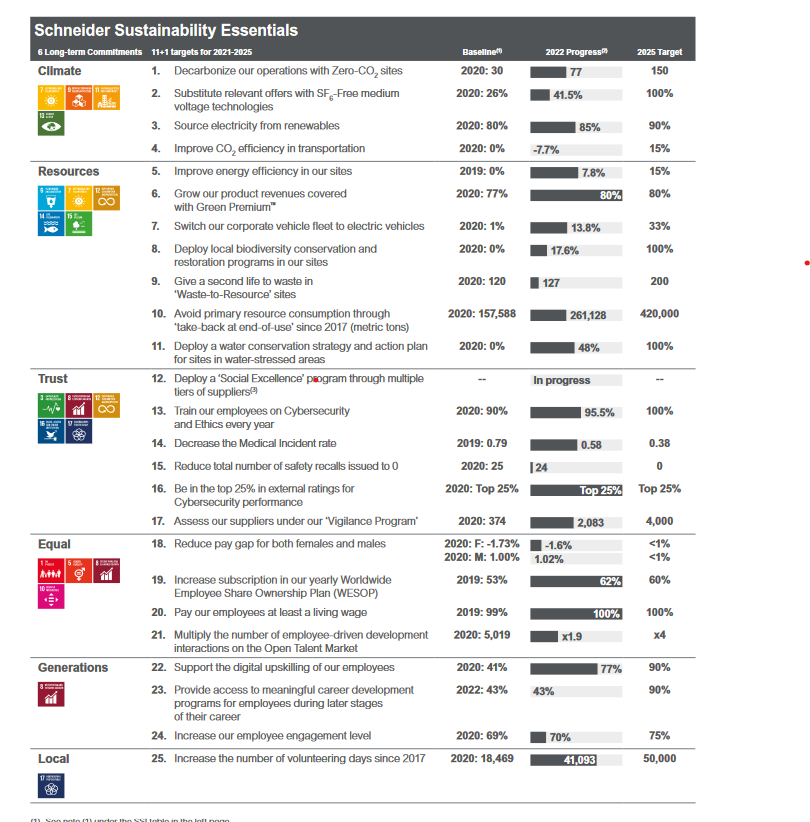 Schneider Sustainability Essentials
6 Long-term Commitments 11+1 targets for 2021-2025 Baseline(1) 2022 Progress(2) 2025 Target
Climate 1. Decarbonize our operations with Zero-CO2 sites 2020: 30 77 150
2. Substitute relevant offers with SF6-Free medium
voltage technologies 2020: 26% 41.5% 100%
3. Source electricity from renewables 2020: 80% 85% 90%
4. Improve CO2 efficiency in transportation 2020: 0% -7.7% 15%
Resources 5. Improve energy efficiency in our sites 2019: 0% 7.8% 15%
6. Grow our product revenues covered
with Green Premium™ 2020: 77% 80% 80%
7. Switch our corporate vehicle fleet to electric vehicles 2020: 1% 13.8% 33%
8. Deploy local biodiversity conservation and
restoration programs in our sites 2020: 0% 17.6% 100%
9. Give a second life to waste in
'Waste-to-Resource' sites 2020: 120 127 200
10. Avoid primary resource consumption through
'take-back at end-of-use' since 2017 (metric tons) 2020: 157,588 261,128 420,000
11. Deploy a water conservation strategy and action plan
for sites in water-stressed areas 2020: 0% 48% 100%
Trust 12. Deploy a 'Social Excellence' program through multiple
tiers of suppliers(3) -- In progress --
13. Train our employees on Cybersecurity
and Ethics every year 2020: 90% 95.5% 100%
14. Decrease the Medical Incident rate 2019: 0.79 0.58 0.38
15. Reduce total number of safety recalls issued to 0 2020: 25 24 0
16. Be in the top 25% in external ratings for
Cybersecurity performance 2020: Top 25% Top 25% Top 25%
17. Assess our suppliers under our 'Vigilance Program' 2020: 374 2,083 4,000
Equal 18. Reduce pay gap for both females and males 2020: F: -1.73% -1.6% <1%
2020: M: 1.00% 1.02% <1%
19. Increase subscription in our yearly Worldwide
Employee Share Ownership Plan (WESOP) 2019: 53% 62% 60%
20. Pay our employees at least a living wage 2019: 99% 100% 100%
21. Multiply the number of employee-driven development
interactions on the Open Talent Market 2020: 5,019 x1.9 x4
Generations 22. Support the digital upskilling of our employees 2020: 41% 77% 90%
23. Provide access to meaningful career development
programs for employees during later stages
of their career 2022: 43% 43% 90%
24. Increase our employee engagement level 2020: 69% 70% 75%
Local 25. Increase the number of volunteering days since 2017 2020: 18,469 41,093 50,000